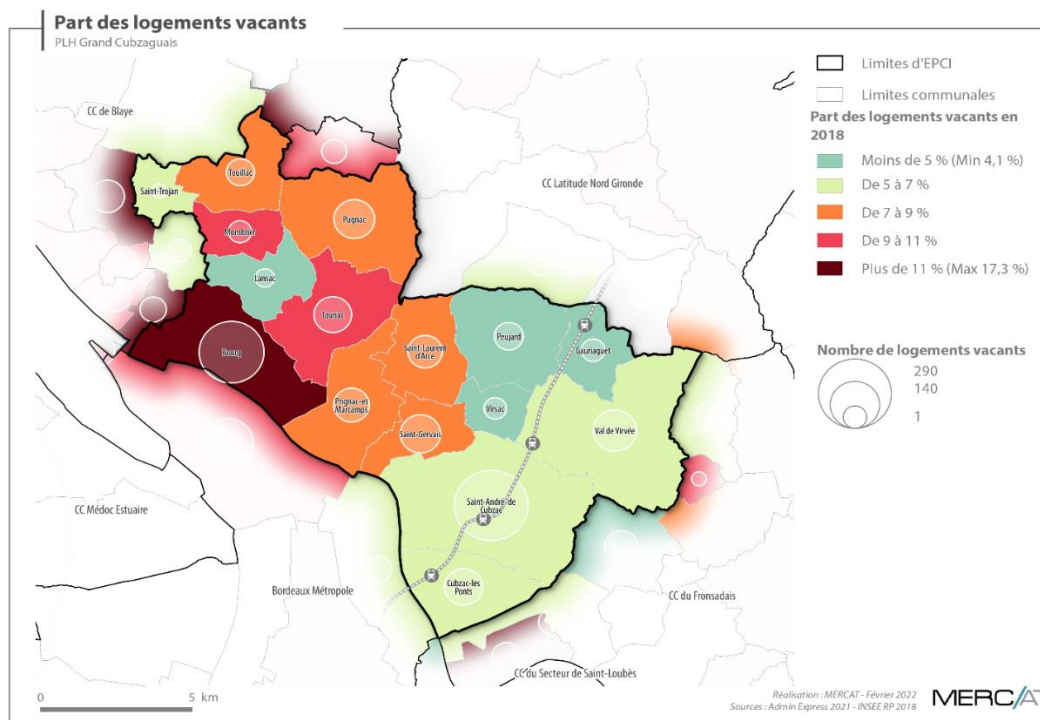 Part des logements vacants
PLH Grand Cubzaguais
CC de Blaye
CC Latitude Nord Gironde
CC Médoc Estuaire
Bordeaux Métropole
CC du Fronsadais
CC du Secteur de Saint-Loubès
Saint-Trojan
Teuillac
Pugnac
Mombrier
Lansac
Tauriac
Bourg
Saint-Laurent
d'Arce
Peujard
Gauriaguet
Virsac
Prignac-et
Marcamps
Saint-Gervais
Val de Virvée
Saint-André-de
Cubzac
Cubzac-les
Ponts
0
5 km
Limites d'EPCI
Limites communales
Part des logements vacants en
2018
Moins de 5 % (Min 4,1 %)
De 5 à 7 %
De 7 à 9 %
De 9 à 11 %
Plus de 11 % (Max 17,3 %)
Nombre de logements vacants
290
140
1
Réalisation : MERCAT - Février 2022
Sources : Admin Express 2021 - INSEE RP 2018
MERC/AT